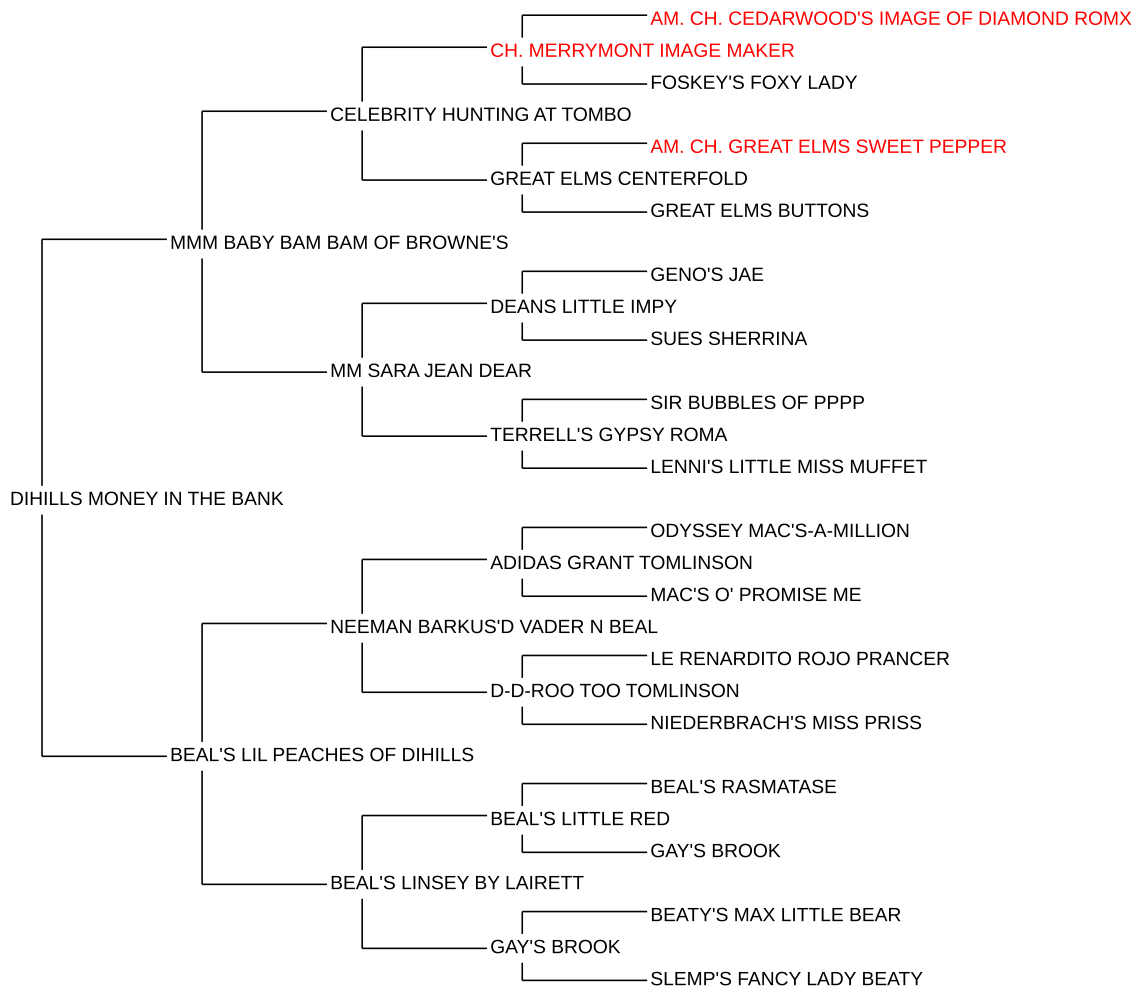 AM. CH. CEDARWOOD'S IMAGE OF DIAMOND ROMX
CH. MERRYMONT IMAGE MAKER
FOSKEY'S FOXY LADY
CELEBRITY HUNTING AT TOMBO
AM. CH. GREAT ELMS SWEET PEPPER
GREAT ELMS CENTERFOLD
GREAT ELMS BUTTONS
MMM BABY BAM BAM OF BROWNE'S
GENO'S JAE
DEANS LITTLE IMPY
SUES SHERRINA
MM SARA JEAN DEAR
SIR BUBBLES OF PPPP
TERRELL'S GYPSY ROMA
LENNI'S LITTLE MISS MUFFET
DIHILLS MONEY IN THE BANK
ODYSSEY MAC'S-A-MILLION
ADIDAS GRANT TOMLINSON
MAC'S O' PROMISE ME
NEEMAN BARKUS'D VADER N BEAL
LE RENARDITO ROJO PRANCER
D-D-ROO TOO TOMLINSON
NIEDERBRACH'S MISS PRISS
BEAL'S LIL PEACHES OF DIHILLS
BEAL'S RASMATASE
BEAL'S LITTLE RED
GAY'S BROOK
BEAL'S LINSEY BY LAIRETT
BEATY'S MAX LITTLE BEAR
GAY'S BROOK
SLEMP'S FANCY LADY BEATY